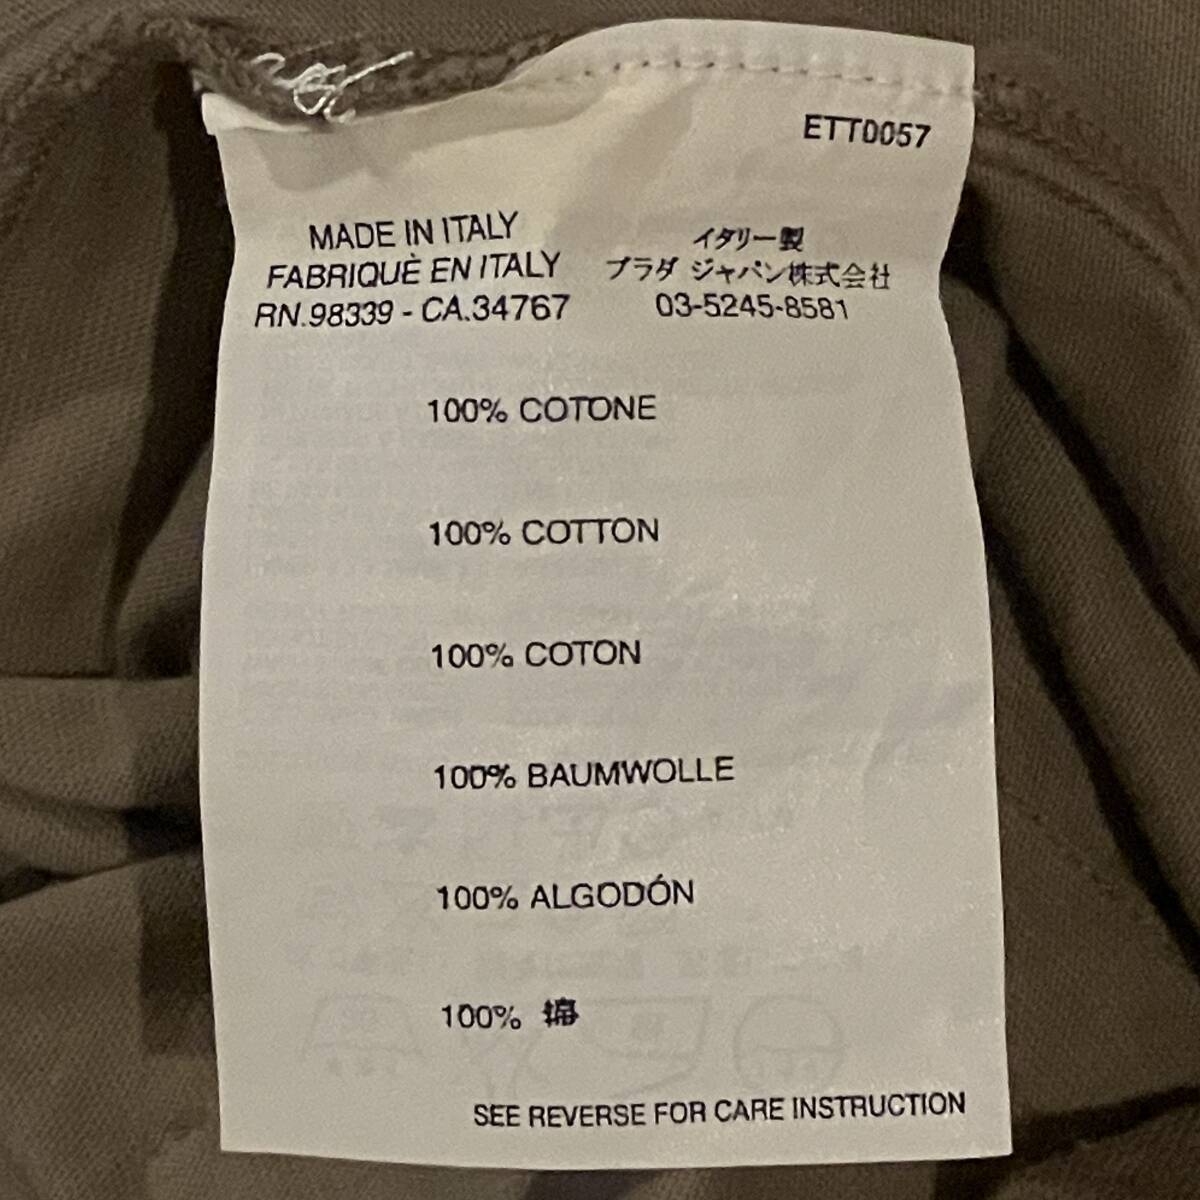 ETT0057
MADE IN ITALY
FABRIQUÈ EN ITALY
RN.98339 - CA.34767
イタリー製
プラダ ジャパン株式会社
03-5245-8581
100% COTONE
100% COTTON
100% COTON
100% BAUMWOLLE
100% ALGODÓN
100% 綿
SEE REVERSE FOR CARE INSTRUCTION